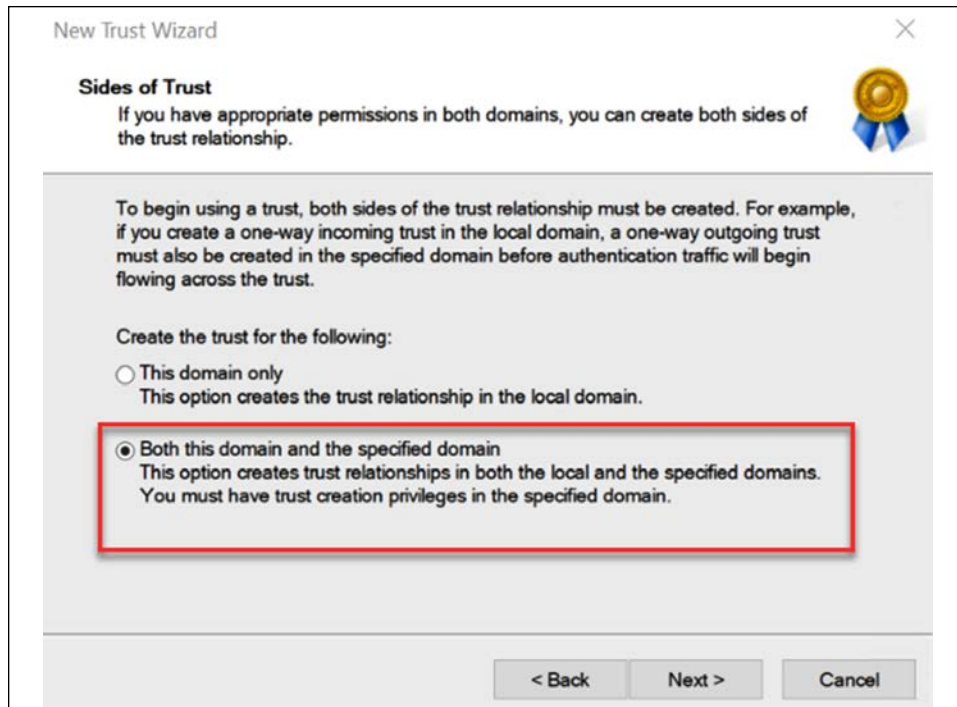 New Trust Wizard
Sides of Trust
If you have appropriate permissions in both domains, you can create both sides of
the trust relationship.
To begin using a trust, both sides of the trust relationship must be created. For example,
if you create a one-way incoming trust in the local domain, a one-way outgoing trust
must also be created in the specified domain before authentication traffic will begin
flowing across the trust.
Create the trust for the following:
This domain only
This option creates the trust relationship in the local domain.
Both this domain and the specified domain
This option creates trust relationships in both the local and the specified domains.
You must have trust creation privileges in the specified domain.
< Back
Next >
Cancel